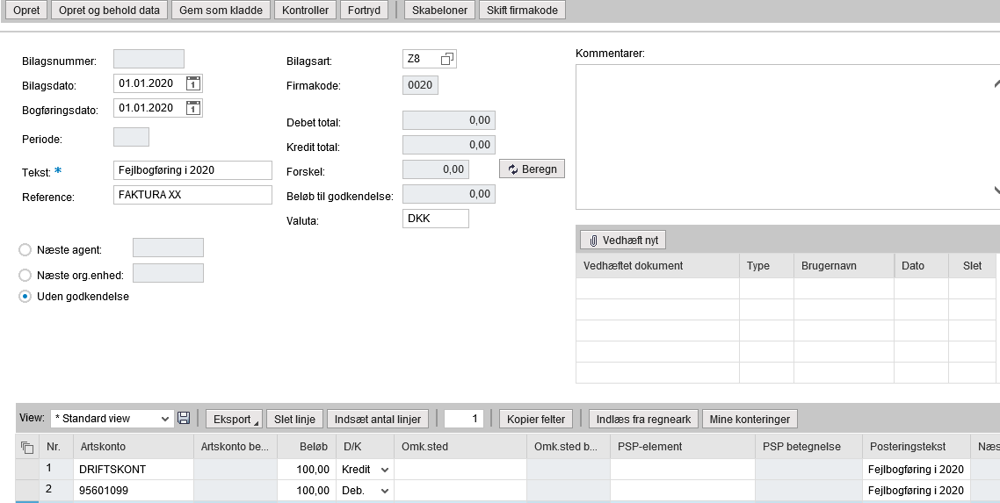 Opret Opret og behold data Gem som kladde Kontroller Fortryd Skabeloner Skift firmakode
Bilagsnummer:
Bilagsdato: 01.01.2020
Bogføringsdato: 01.01.2020
Periode:
Tekst: * Fejlbogføring i 2020
Reference: FAKTURA XX
Næste agent:
Næste org.enhed:
Uden godkendelse
Bilagsart: Z8
Firmakode: 0020
Debet total: 0,00
Kredit total: 0,00
Forskel: 0,00 Beregn
Beløb til godkendelse: 0,00
Valuta: DKK
Kommentarer:
Vedhæft nyt
Vedhæftet dokument Type Brugernavn Dato Slet
View: * Standard view Eksport Slet linje Indsæt antal linjer 1 Kopier felter Indlæs fra regneark Mine konteringer
Nr. Artskonto Artskonto be... Beløb D/K Omk.sted Omk.sted b... PSP-element PSP betegnelse Posteringstekst Næs
1 DRIFTSKONT 100,00 Kredit Fejlbogføring i 2020
2 95601099 100,00 Deb. Fejlbogføring i 2020